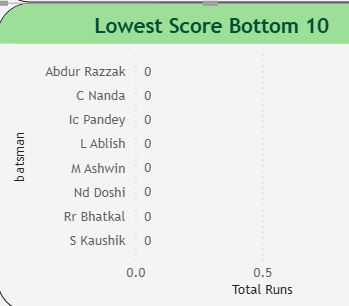 Lowest Score Bottom 10
batsman
Abdur Razzak 0
C Nanda 0
Ic Pandey 0
L Ablish 0
M Ashwin 0
Nd Doshi 0
Rr Bhatkal 0
S Kaushik 0
0.0 0.5
Total Runs